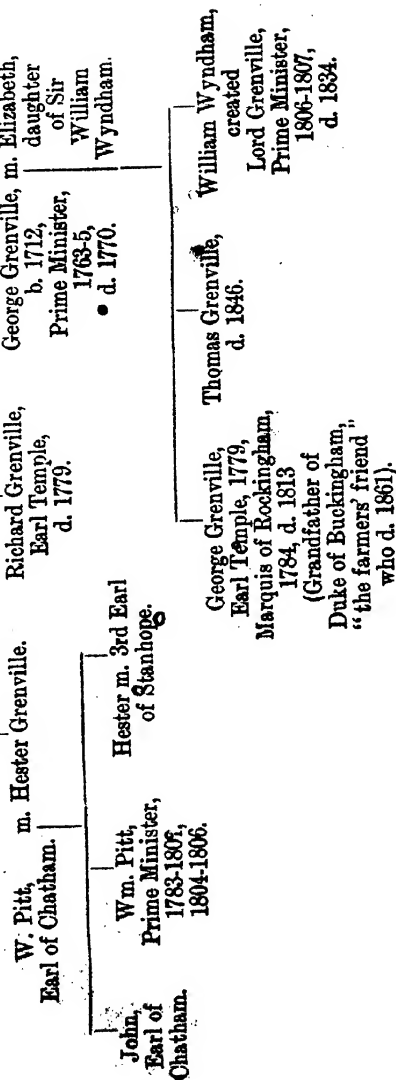 W. Pitt,
Earl of Chatham.
m. Hester Grenville.
Richard Grenville,
Earl Temple,
d. 1779.
George Grenville,
b. 1712,
Prime Minister,
1763-5,
d. 1770.
m. Elizabeth,
daughter
of Sir
William
Wyndham.
John,
Earl of
Chatham.
Wm. Pitt,
Prime Minister,
1804-1806.
Hester m. 3rd Earl
of Stanhope.
George Grenville,
Earl Temple, 1779,
Marquis of Rockingham,
1784, d. 1813
(Grandfather of
Duke of Buckingham,
"the farmers' friend"
who d. 1861).
Thomas Grenville,
d. 1846.
William Wyndham,
created
Lord Grenville,
Prime Minister,
1806-1807,
d. 1834.